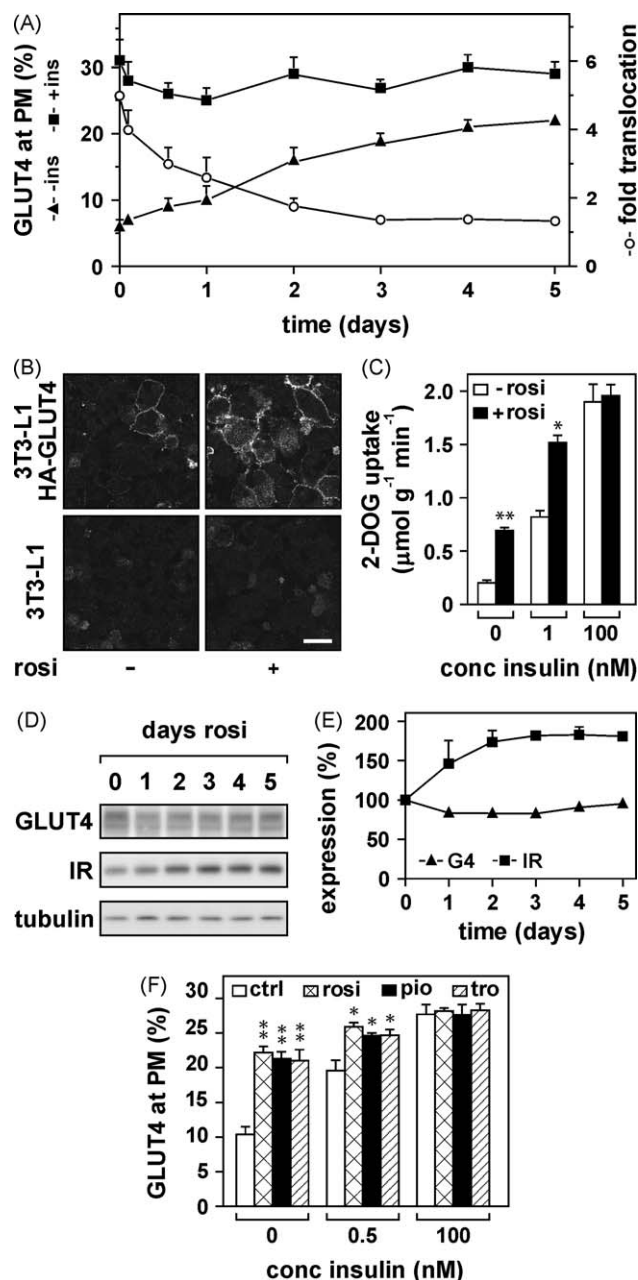 (A)
GLUT4 at PM (%)
-▲- -ins -■- +ins
30
20
10
0
6
4
2
0
-○- fold translocation
0 1 2 3 4 5
time (days)
(B)
3T3-L1
HA-GLUT4
3T3-L1
rosi - +
(C)
- rosi
+ rosi
2-DOG uptake
(µmol g-1 min-1)
2.0
1.5
1.0
0.5
0
**
*
0 1 100
conc insulin (nM)
(D)
days rosi
0 1 2 3 4 5
GLUT4
IR
tubulin
(E)
expression (%)
200
150
100
50
0
G4 IR
0 1 2 3 4 5
time (days)
(F)
ctrl rosi pio tro
GLUT4 at PM (%)
30
25
20
15
10
5
0
** ** **
* * *
0 0.5 100
conc insulin (nM)